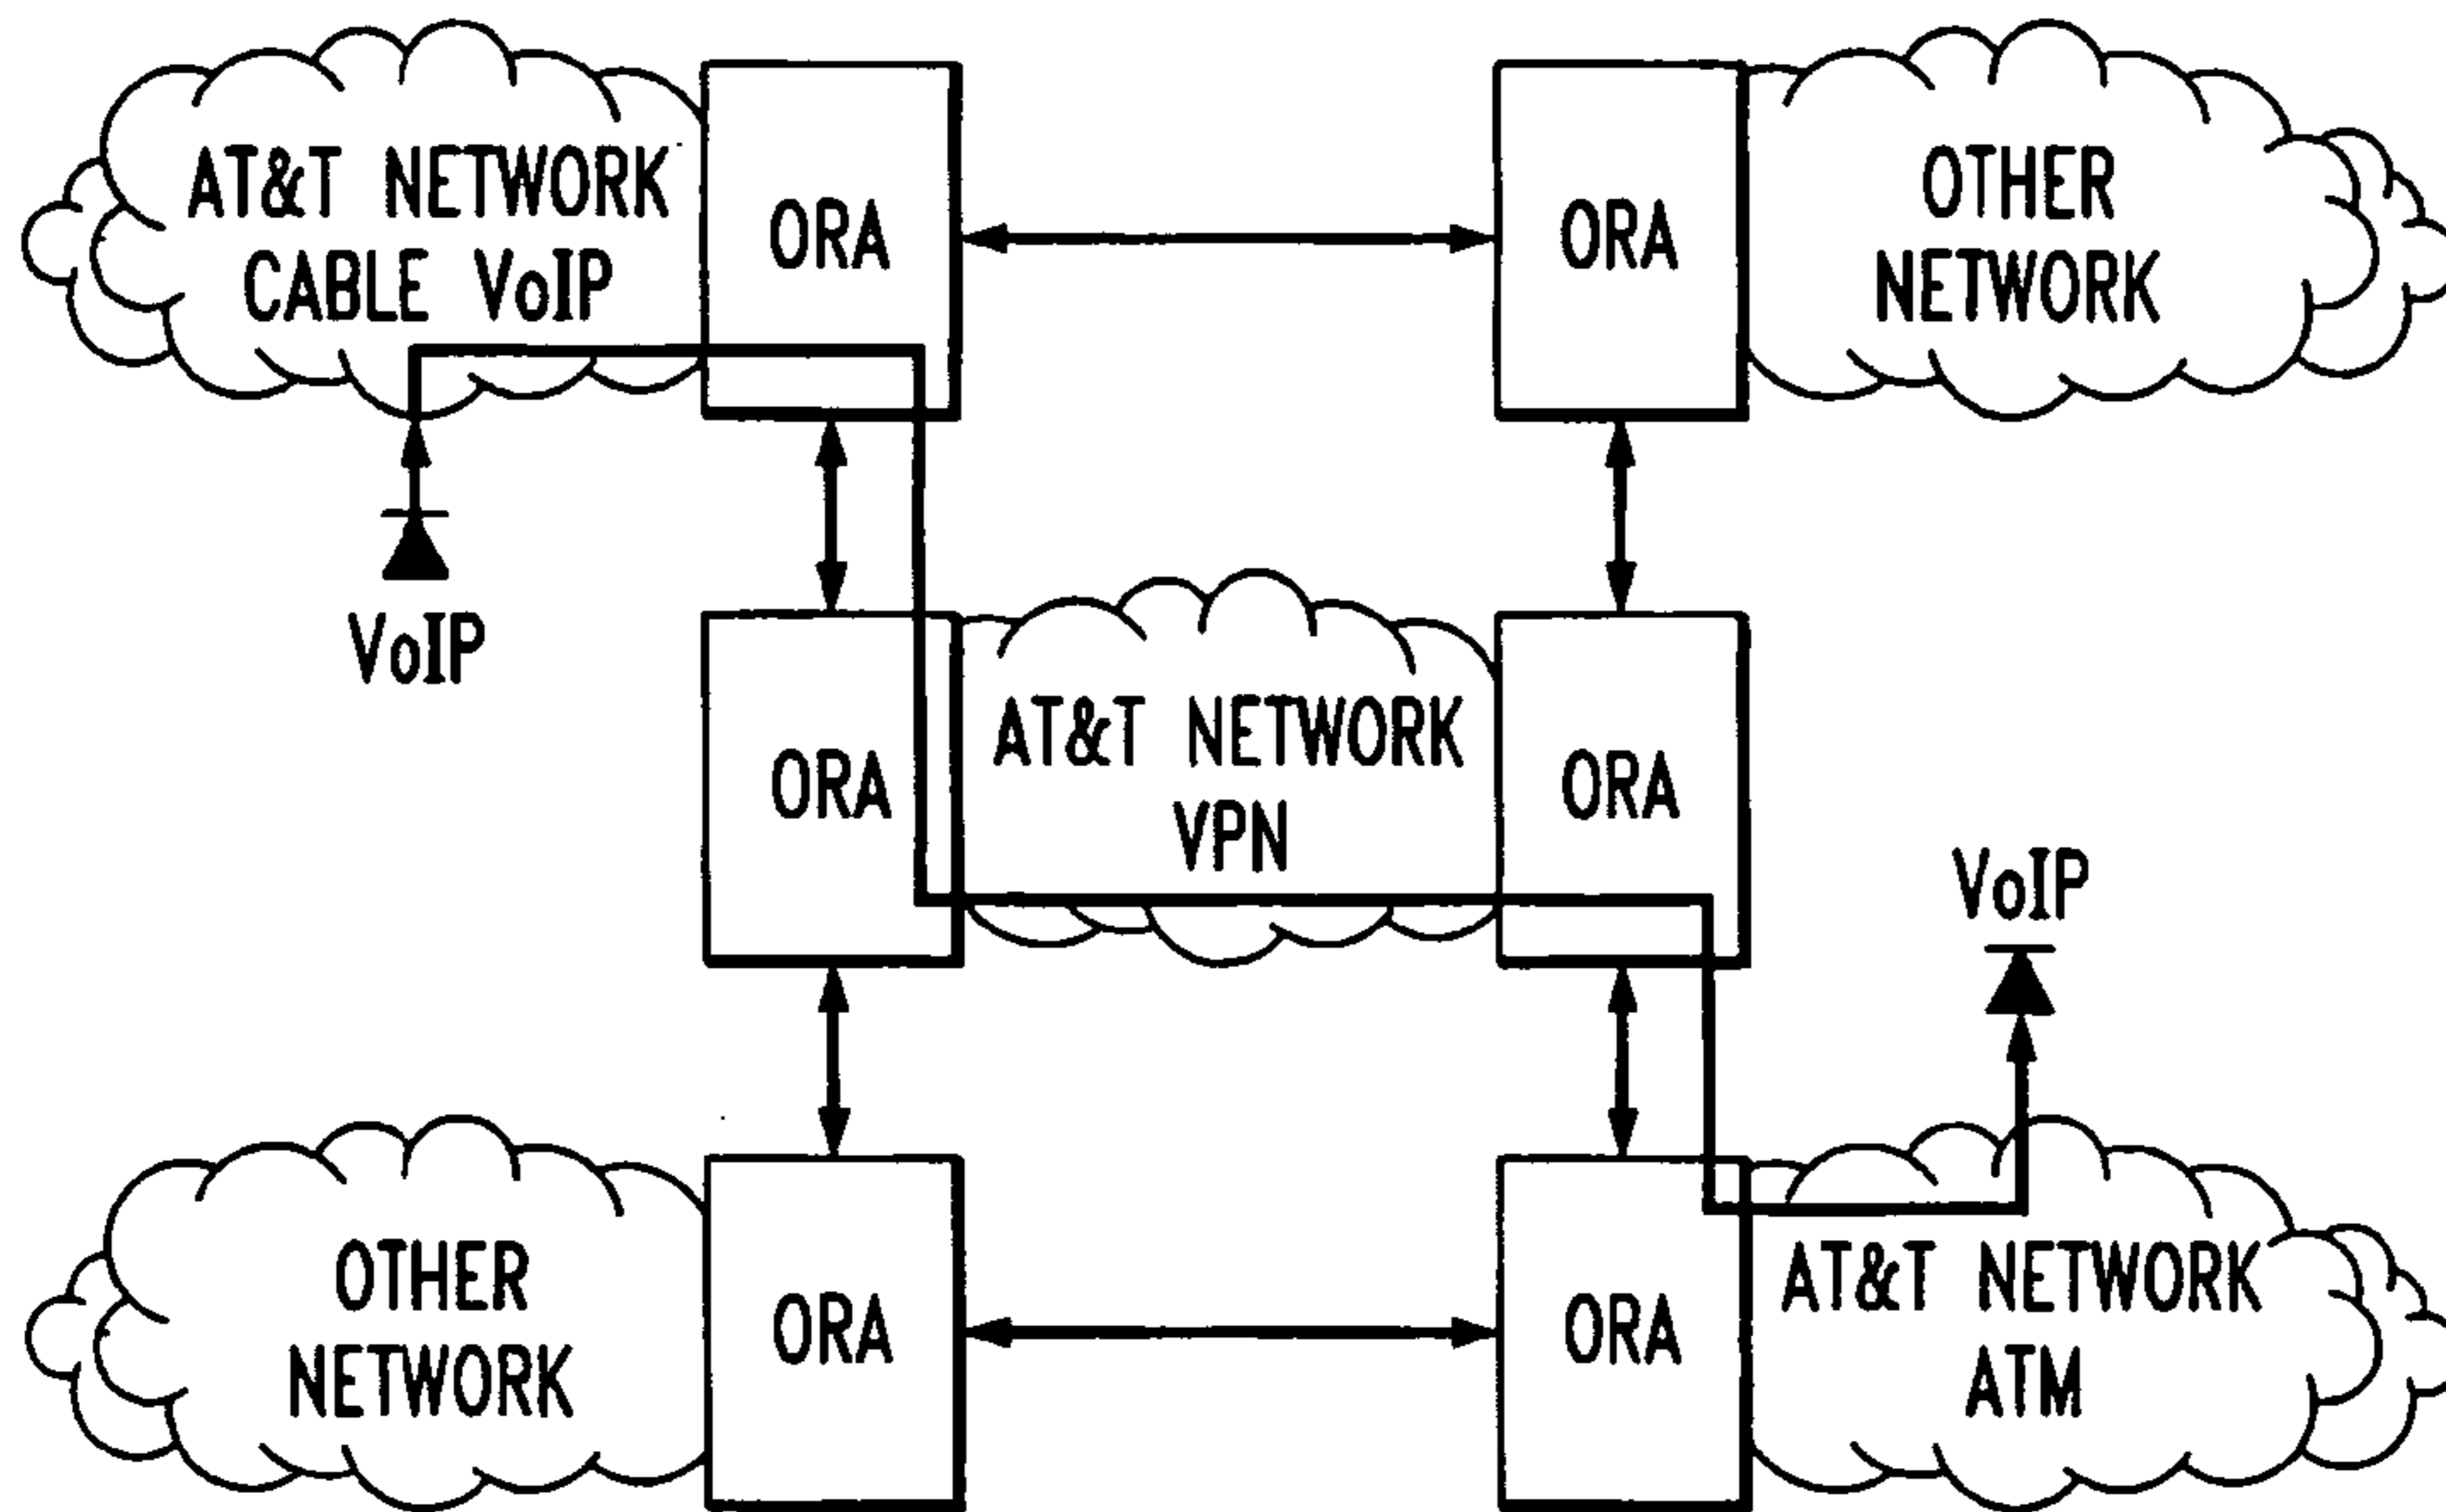 AT&T NETWORK
CABLE VoIP
ORA
ORA
OTHER
NETWORK
VoIP
ORA
AT&T NETWORK
VPN
ORA
VoIP
OTHER
NETWORK
ORA
ORA
AT&T NETWORK
ATM